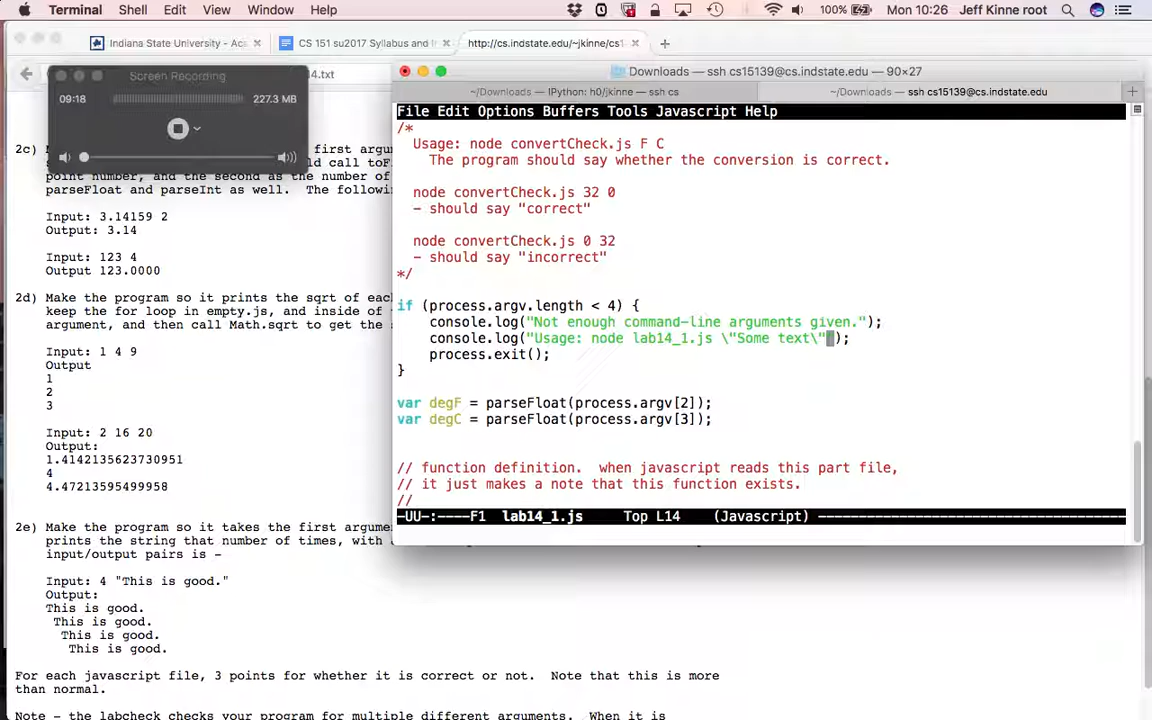 Terminal Shell Edit View Window Help 100% Mon 10:26 Jeff Kinne root
Indiana State University - Aca
CS 151 su2017 Syllabus and I
http://cs.indstate.edu/~jkinne/cs1
14.txt
Screen Recording
09:18 227.3 MB
Downloads — ssh cs15139@cs.indstate.edu — 90×27
~/Downloads — IPython: h0/jkinne — ssh cs
~/Downloads — ssh cs15139@cs.indstate.edu
File Edit Options Buffers Tools Javascript Help
/*
Usage: node convertCheck.js F C
The program should say whether the conversion is correct.
node convertCheck.js 32 0
- should say "correct"
node convertCheck.js 0 32
- should say "incorrect"
*/
if (process.argv.length < 4) {
console.log("Not enough command-line arguments given.");
console.log("Usage: node lab14_1.js \"Some text\"");
process.exit();
}
var degF = parseFloat(process.argv[2]);
var degC = parseFloat(process.argv[3]);
// function definition. when javascript reads this part file,
// it just makes a note that this function exists.
//
-UU-:----F1 lab14_1.js Top L14 (Javascript)
2c) M first argum
ld call toFi
point number, and the second as the number of
parseFloat and parseInt as well. The followin
Input: 3.14159 2
Output: 3.14
Input: 123 4
Output 123.0000
2d) Make the program so it prints the sqrt of eac
keep the for loop in empty.js, and inside of
argument, and then call Math.sqrt to get the s
Input: 1 4 9
Output
1
2
3
Input: 2 16 20
Output:
1.4142135623730951
4
4.47213595499958
2e) Make the program so it takes the first argume
prints the string that number of times, with
input/output pairs is -
Input: 4 "This is good."
Output:
This is good.
This is good.
This is good.
This is good.
For each javascript file, 3 points for whether it is correct or not. Note that this is more
than normal.
Note - the labcheck checks your program for multiple different arguments. When it is